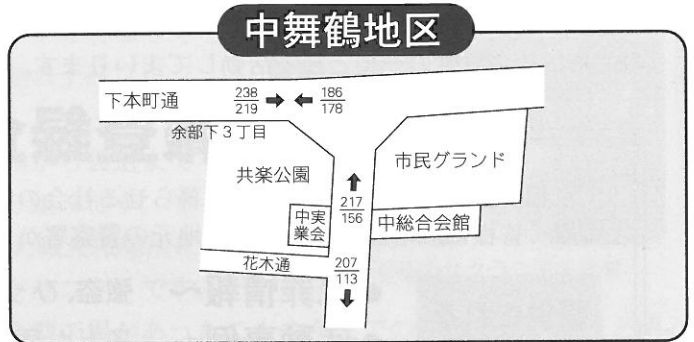 中舞鶴地区
下本町通
238
219
186
178
余部下3丁目
共楽公園
市民グランド
217
156
中実
業会
中総合会館
花木通
207
113